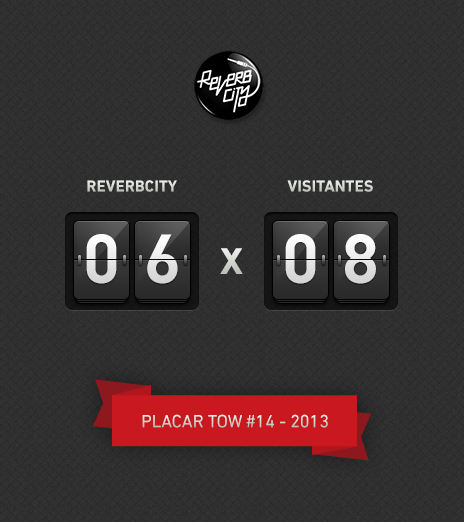 ReVeRB
CiTY
REVERBCITY VISITANTES
06 x 08
PLACAR TOW #14 - 2013